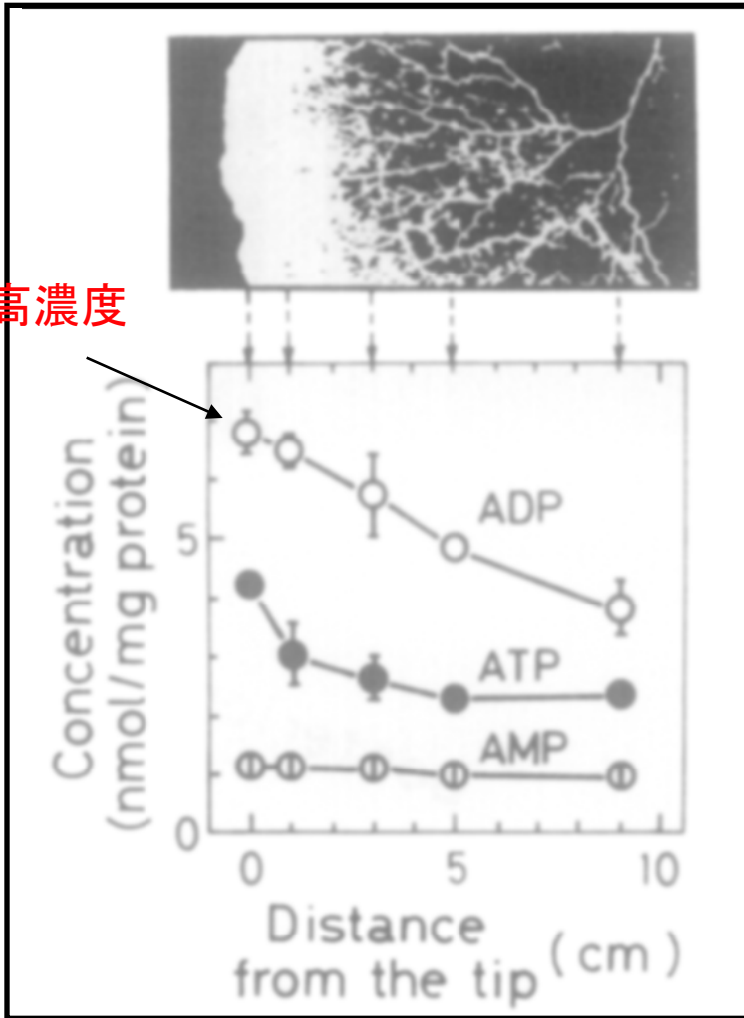 高濃度
Concentration
(nmol/mg protein)
5
0
ADP
ATP
AMP
0
5
10
Distance
from the tip (cm)